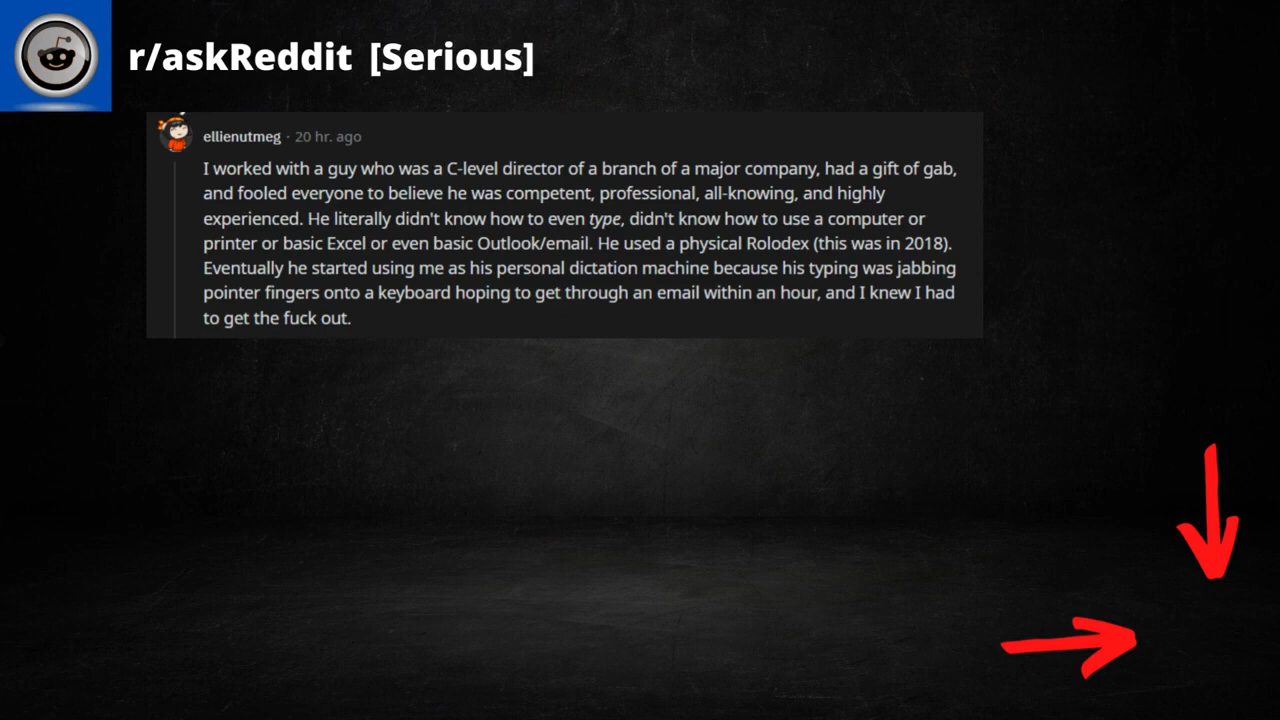 r/askReddit [Serious]
ellienutmeg · 20 hr. ago
I worked with a guy who was a C-level director of a branch of a major company, had a gift of gab,
and fooled everyone to believe he was competent, professional, all-knowing, and highly
experienced. He literally didn't know how to even type, didn't know how to use a computer or
printer or basic Excel or even basic Outlook/email. He used a physical Rolodex (this was in 2018).
Eventually he started using me as his personal dictation machine because his typing was jabbing
pointer fingers onto a keyboard hoping to get through an email within an hour, and I knew I had
to get the fuck out.